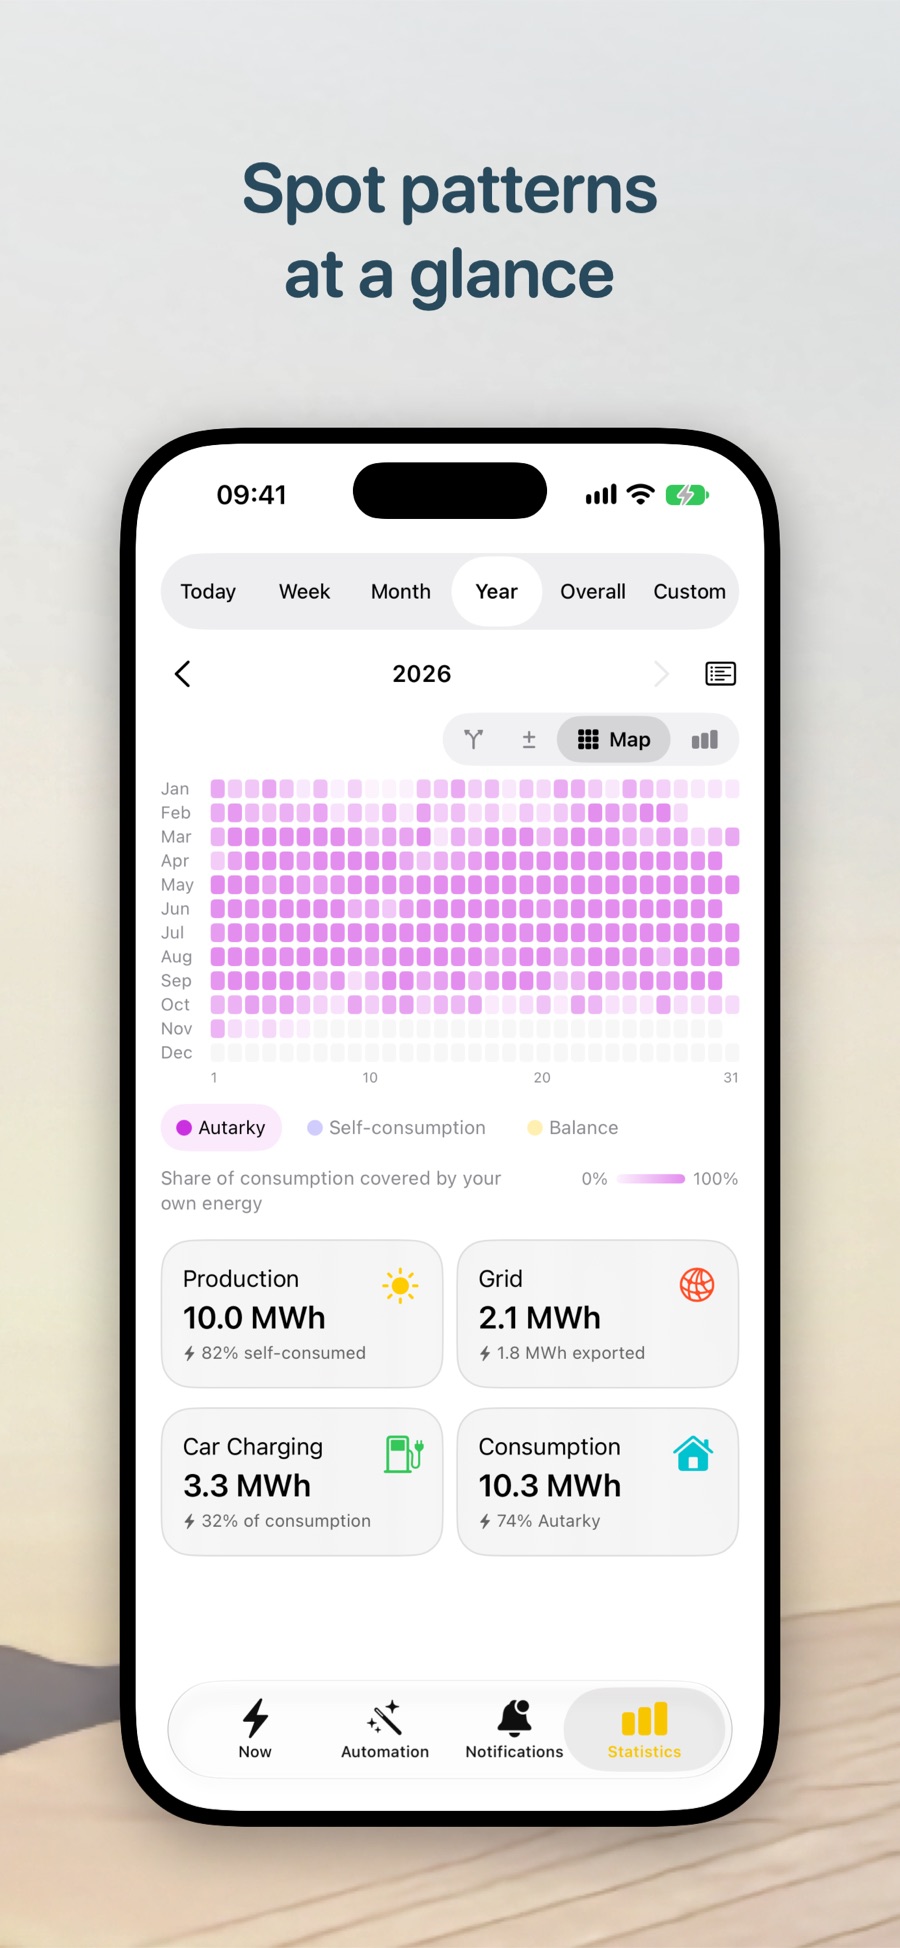 Spot patterns
at a glance
09:41
Today Week Month Year Overall Custom
2026
± Map
Jan
Feb
Mar
Apr
May
Jun
Jul
Aug
Sep
Oct
Nov
Dec
1 10 20 31
Autarky Self-consumption Balance
Share of consumption covered by your
own energy
0% 100%
Production
10.0 MWh
82% self-consumed
Grid
2.1 MWh
1.8 MWh exported
Car Charging
3.3 MWh
32% of consumption
Consumption
10.3 MWh
74% Autarky
Now Automation Notifications Statistics